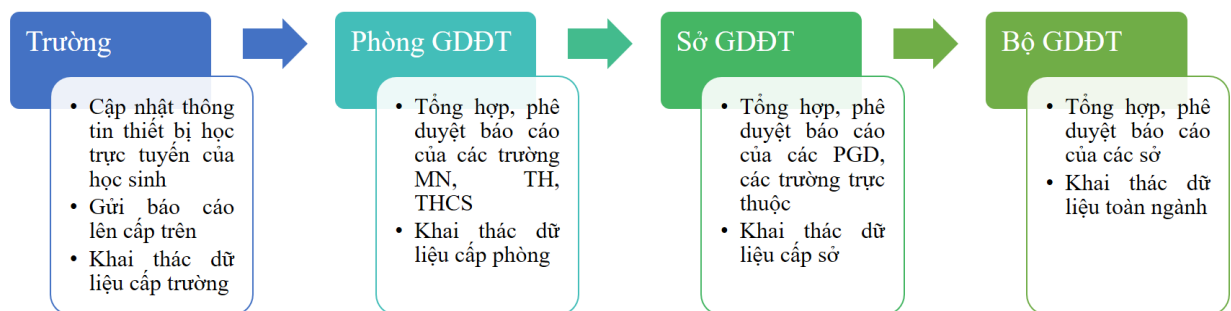 Trường
• Cập nhật thông
tin thiết bị học
trực tuyến của
học sinh
• Gửi báo cáo
lên cấp trên
• Khai thác dữ
liệu cấp trường
Phòng GDĐT
• Tổng hợp, phê
duyệt báo cáo
của các trường
MN, TH,
THCS
• Khai thác dữ
liệu cấp phòng
Sở GDĐT
• Tổng hợp, phê
duyệt báo cáo
của các PGD,
các trường trực
thuộc
• Khai thác dữ
liệu cấp sở
Bộ GDĐT
• Tổng hợp, phê
duyệt báo cáo
của các sở
• Khai thác dữ
liệu toàn ngành